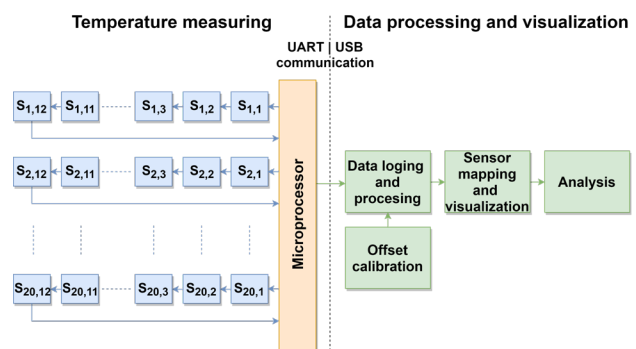 Temperature measuring
Data processing and visualization
UART | USB
communication
S1,12 S1,11 S1,3 S1,2 S1,1
S2,12 S2,11 S2,3 S2,2 S2,1
S20,12 S20,11 S20,3 S20,2 S20,1
Microprocessor
Data loging
and
procesing
Sensor
mapping
and
visualization
Analysis
Offset
calibration